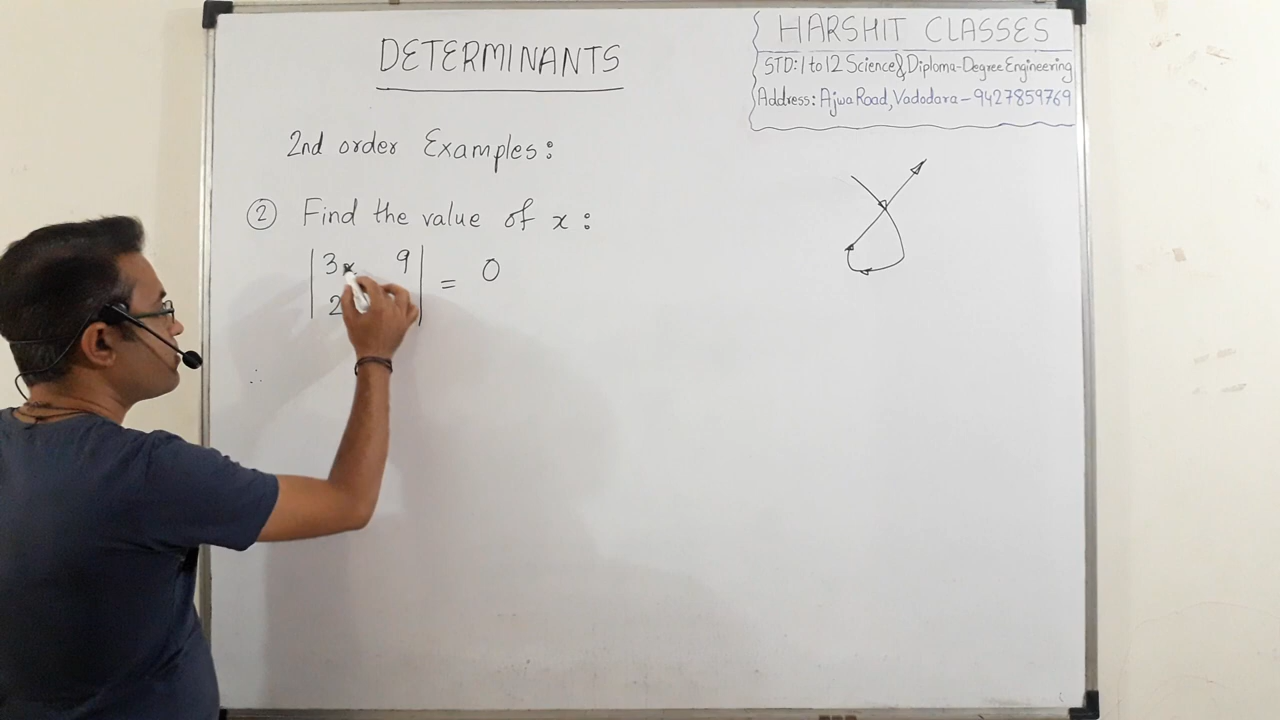 DETERMINANTS
HARSHIT CLASSES
STD: 1 to 12 Science & Diploma-Degree Engineering
Address: Ajwa Road, Vadodara - 9427859769
2nd order Examples:
② Find the value of x:
3x 9
= 0
2
∴